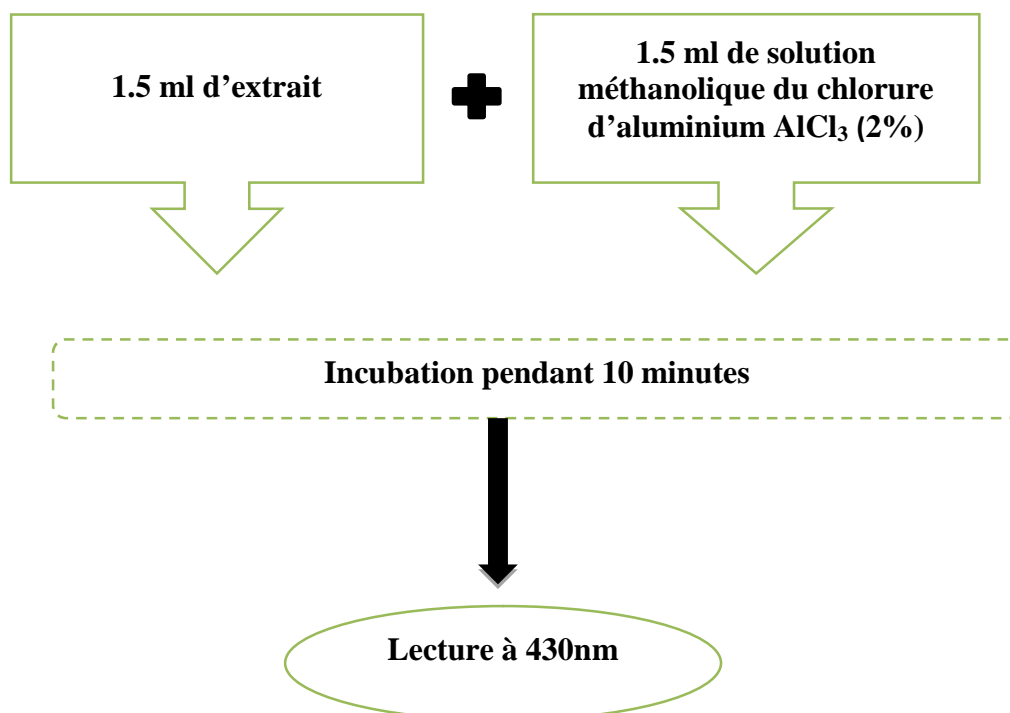 1.5 ml d’extrait
1.5 ml de solution
méthanolique du chlorure
d’aluminium AlCl₃ (2%)
Incubation pendant 10 minutes
Lecture à 430nm